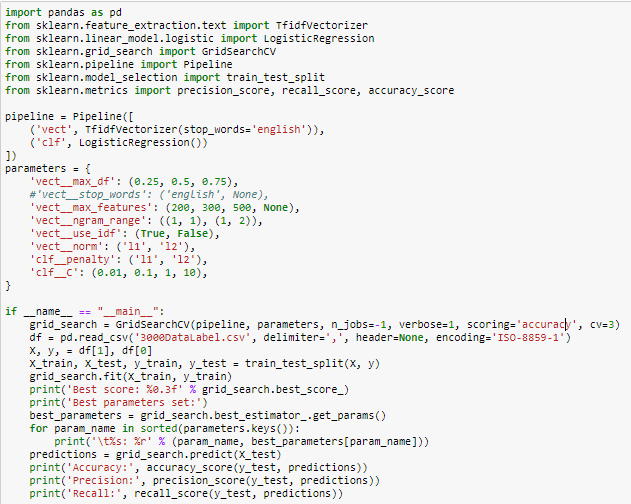 import pandas as pd
from sklearn.feature_extraction.text import TfidfVectorizer
from sklearn.linear_model.logistic import LogisticRegression
from sklearn.grid_search import GridSearchCV
from sklearn.pipeline import Pipeline
from sklearn.model_selection import train_test_split
from sklearn.metrics import precision_score, recall_score, accuracy_score

pipeline = Pipeline([
    ('vect', TfidfVectorizer(stop_words='english')),
    ('clf', LogisticRegression())
])
parameters = {
    'vect__max_df': (0.25, 0.5, 0.75),
    #'vect__stop_words': ('english', None),
    'vect__max_features': (200, 300, 500, None),
    'vect__ngram_range': ((1, 1), (1, 2)),
    'vect__use_idf': (True, False),
    'vect__norm': ('l1', 'l2'),
    'clf__penalty': ('l1', 'l2'),
    'clf__C': (0.01, 0.1, 1, 10),
}

if __name__ == "__main__":
    grid_search = GridSearchCV(pipeline, parameters, n_jobs=-1, verbose=1, scoring='accuracy', cv=3)
    df = pd.read_csv('3000DataLabel.csv', delimiter=',', header=None, encoding='ISO-8859-1')
    X, y, = df[1], df[0]
    X_train, X_test, y_train, y_test = train_test_split(X, y)
    grid_search.fit(X_train, y_train)
    print('Best score: %0.3f' % grid_search.best_score_)
    print('Best parameters set:')
    best_parameters = grid_search.best_estimator_.get_params()
    for param_name in sorted(parameters.keys()):
        print('\t%s: %r' % (param_name, best_parameters[param_name]))
    predictions = grid_search.predict(X_test)
    print('Accuracy:', accuracy_score(y_test, predictions))
    print('Precision:', precision_score(y_test, predictions))
    print('Recall:', recall_score(y_test, predictions))